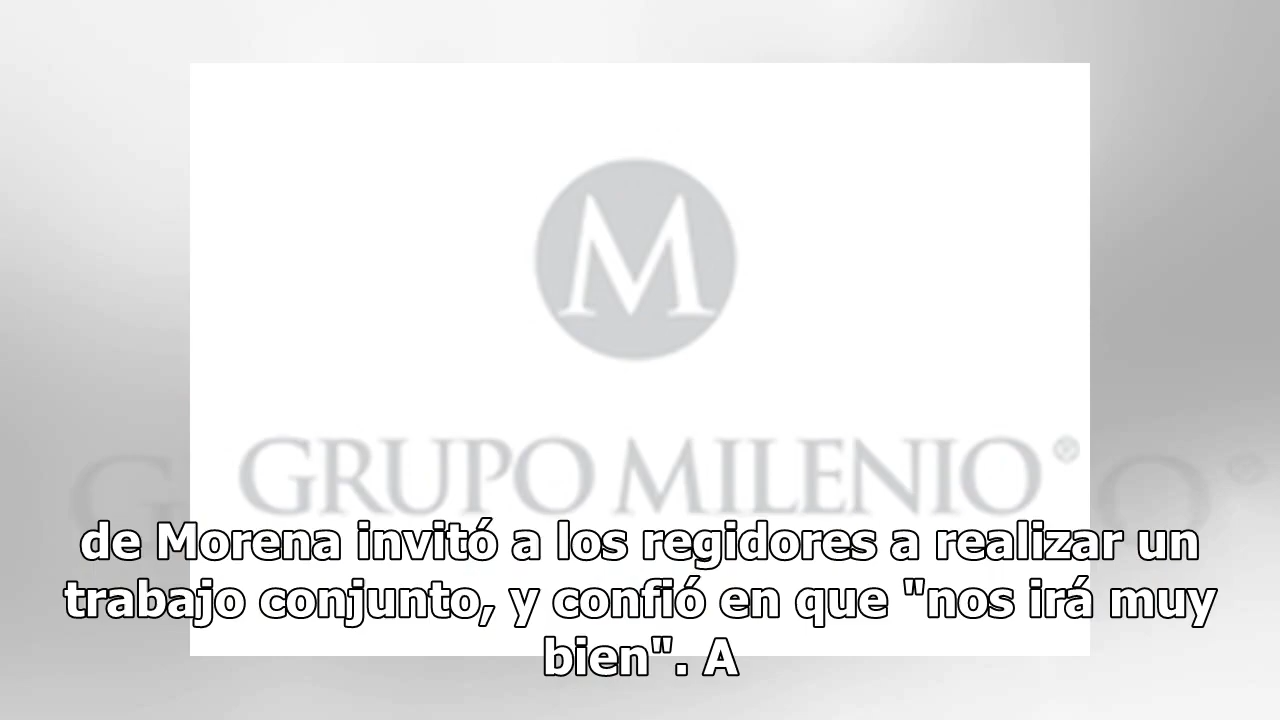 M
GRUPO MILENIO®
G O®
de Morena invitó a los regidores a realizar un
trabajo conjunto, y confió en que "nos irá muy
bien". A